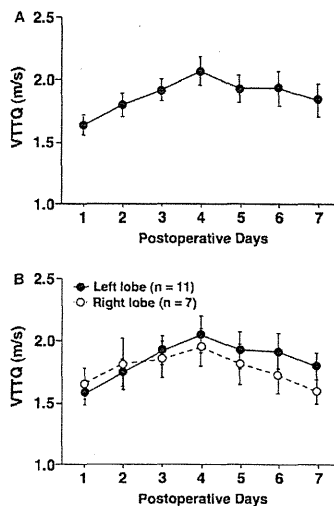 A
VTTQ (m/s)
2.5
2.0
1.5
1.0
1 2 3 4 5 6 7
Postoperative Days
B
VTTQ (m/s)
2.5
2.0
1.5
1.0
Left lobe (n = 11)
Right lobe (n = 7)
1 2 3 4 5 6 7
Postoperative Days